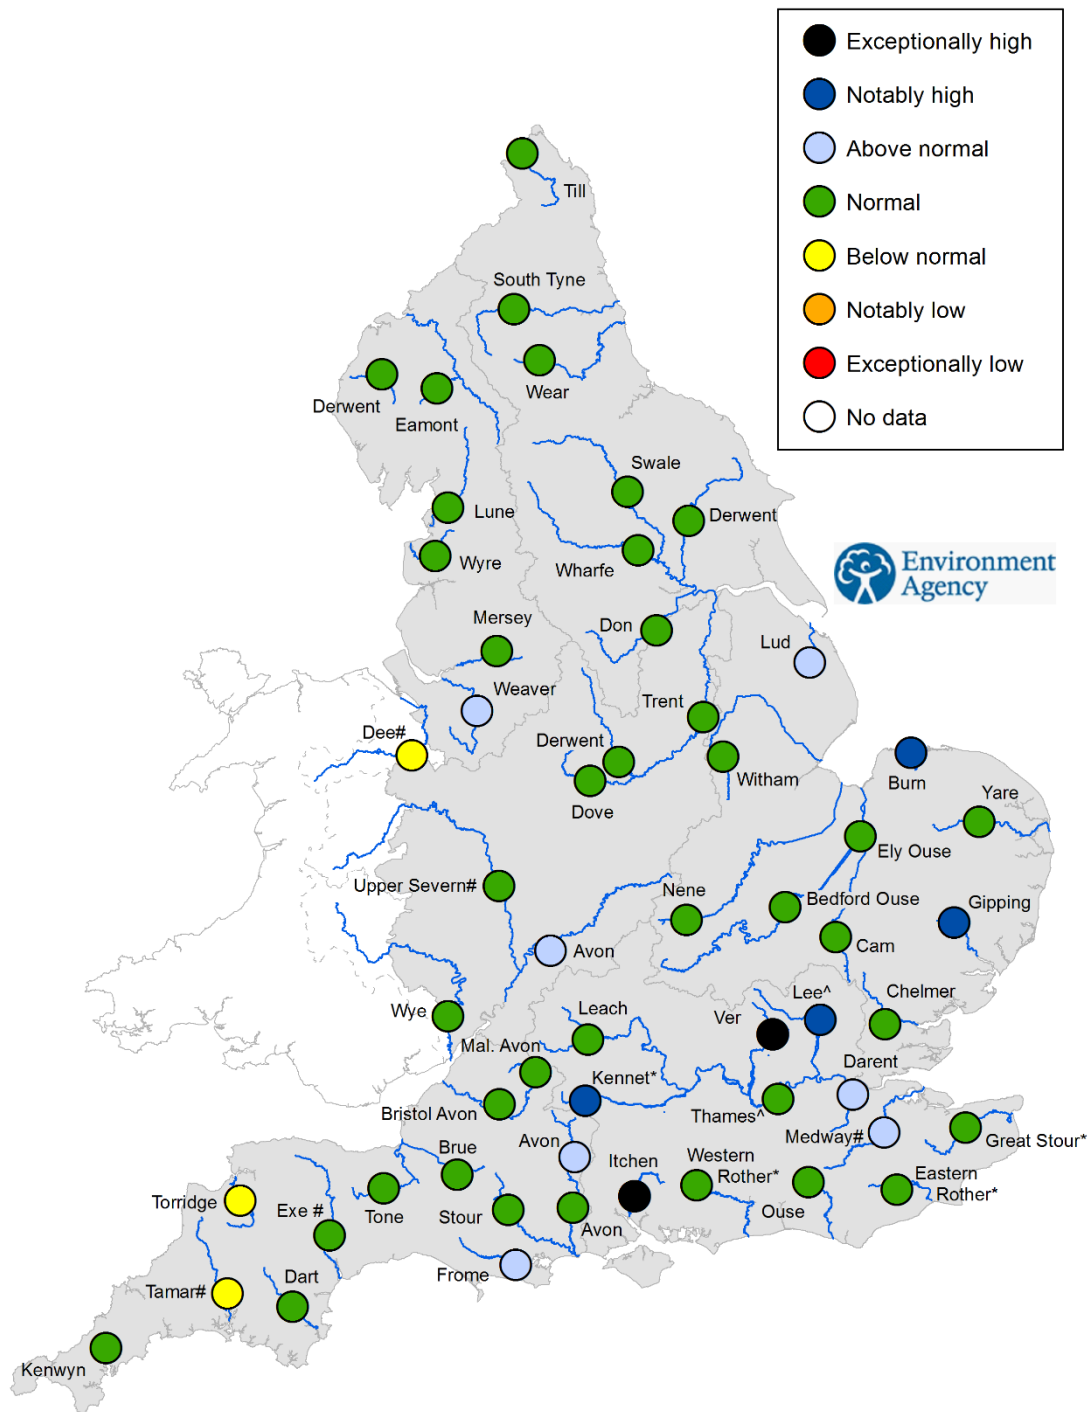 Exceptionally high
Notably high
Above normal
Normal
Below normal
Notably low
Exceptionally low
No data
Till
South Tyne
Wear
Derwent
Eamont
Swale
Lune
Derwent
Wyre
Wharfe
Environment
Agency
Mersey
Don
Lud
Weaver
Trent
Dee#
Derwent
Witham
Burn
Dove
Yare
Ely Ouse
Upper Severn#
Nene
Bedford Ouse
Gipping
Avon
Cam
Lee^
Chelmer
Wye
Leach
Ver
Mal. Avon
Darent
Kennet*
Bristol Avon
Thames^
Medway#
Great Stour*
Avon
Brue
Itchen
Western
Rother*
Eastern
Rother*
Torridge
Exe #
Tone
Stour
Avon
Ouse
Frome
Tamar#
Dart
Kenwyn